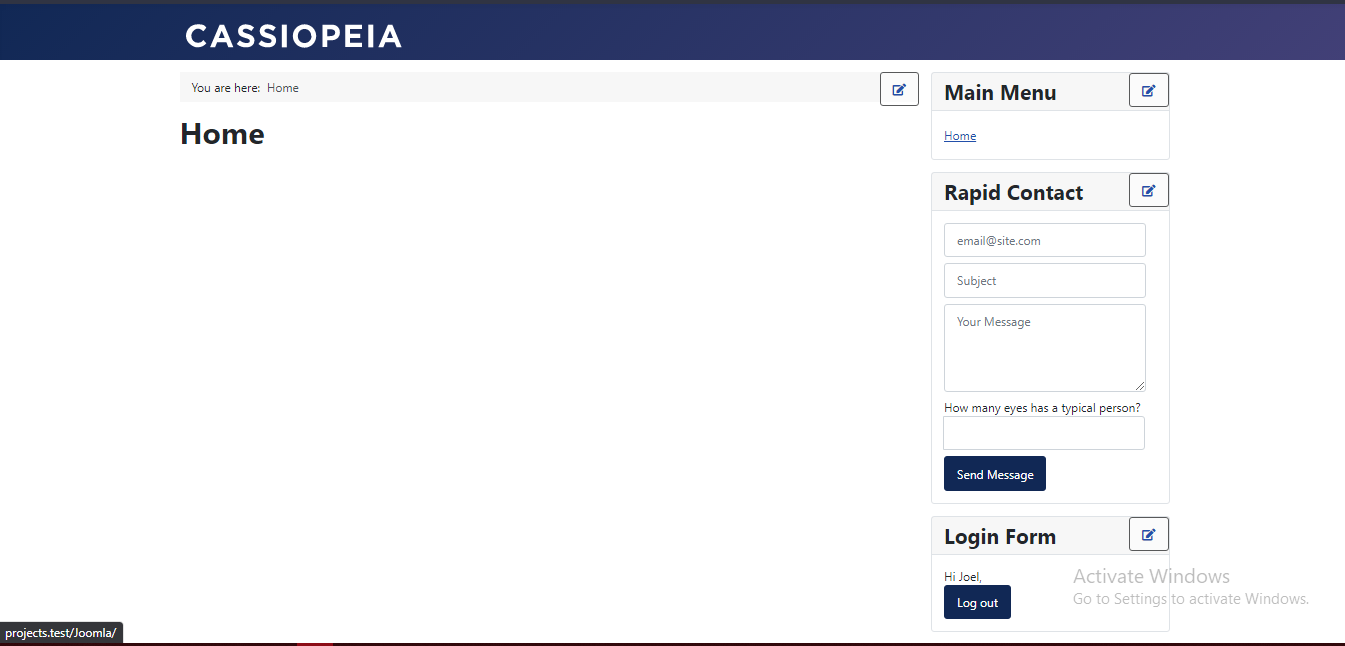 CASSIOPEIA
You are here: Home
Home
Main Menu
Home
Rapid Contact
email@site.com
Subject
Your Message
How many eyes has a typical person?
Send Message
Login Form
Hi Joel,
Log out
Activate Windows
Go to Settings to activate Windows.
projects.test/Joomla/